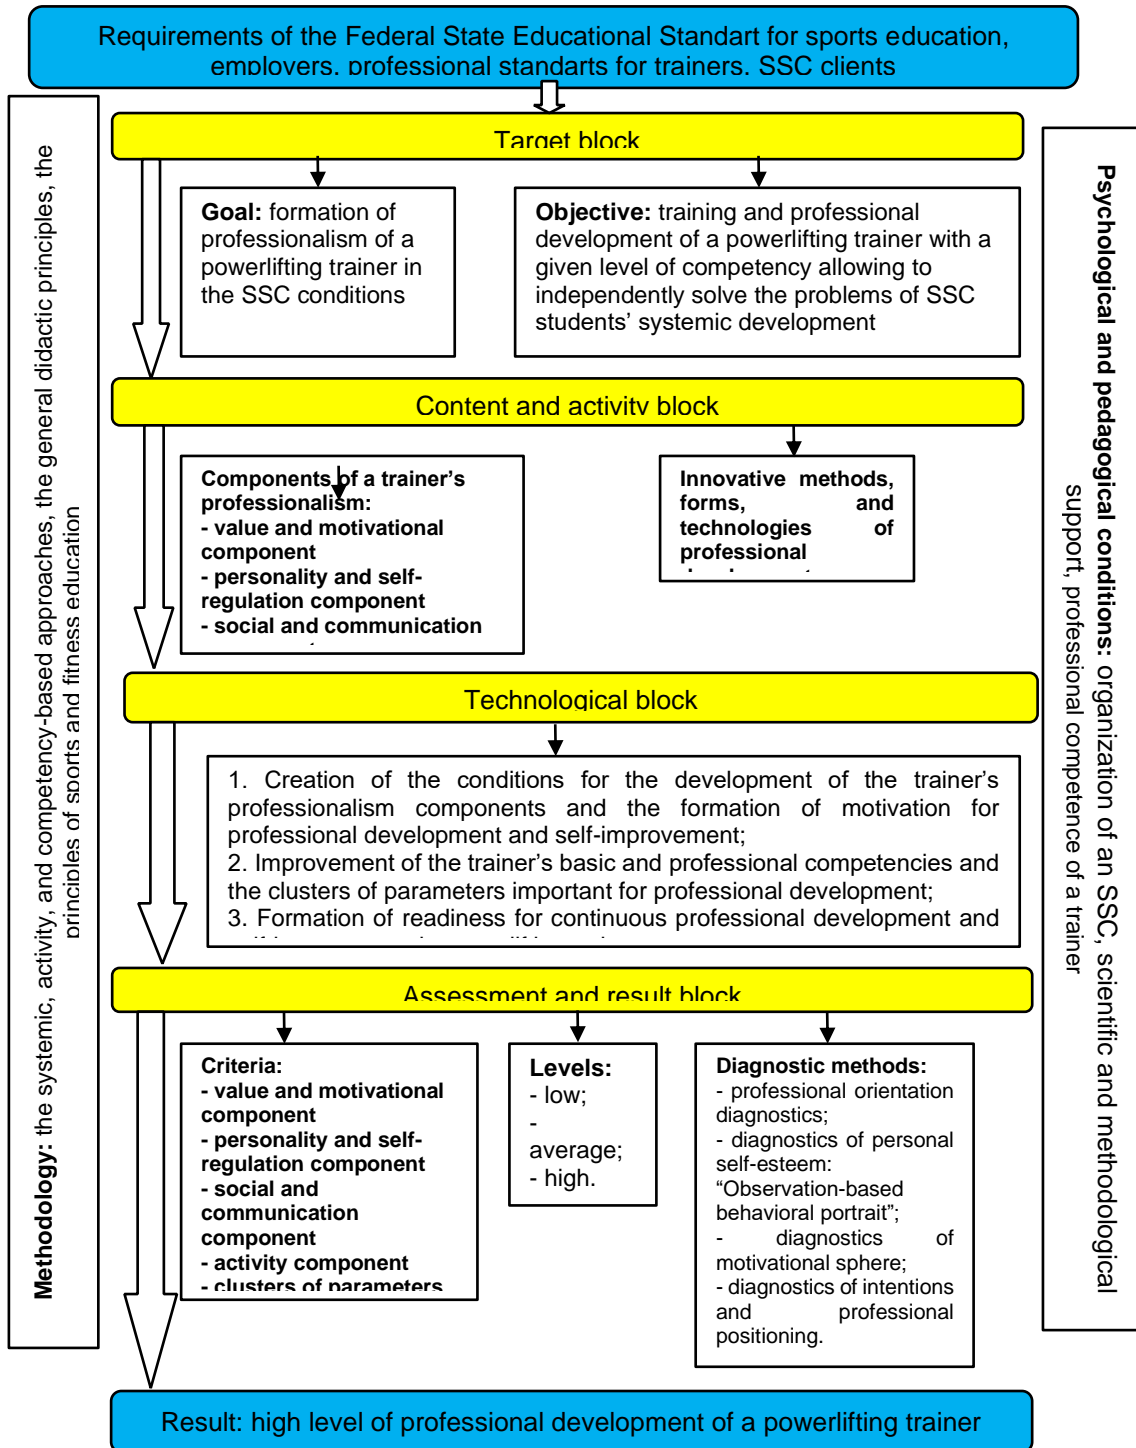 Requirements of the Federal State Educational Standart for sports education,
employers, professional standarts for trainers, SSC clients
Methodology: the systemic, activity, and competency-based approaches, the general didactic principles, the
principles of sports and fitness education
Target block
Goal: formation of
professionalism of a
powerlifting trainer in
the SSC conditions
Objective: training and professional
development of a powerlifting trainer with a
given level of competency allowing to
independently solve the problems of SSC
students' systemic development
Content and activity block
Components of a trainer's
professionalism:
- value and motivational
component
- personality and self-
regulation component
- social and communication
Innovative methods,
forms, and
technologies of
professional
Technological block
1. Creation of the conditions for the development of the trainer's
professionalism components and the formation of motivation for
professional development and self-improvement;
2. Improvement of the trainer's basic and professional competencies and
the clusters of parameters important for professional development;
3. Formation of readiness for continuous professional development and
Assessment and result block
Criteria:
- value and motivational
component
- personality and self-
regulation component
- social and
communication
component
- activity component
- clusters of parameters
Levels:
- low;
-
average;
- high.
Diagnostic methods:
- professional orientation
diagnostics;
- diagnostics of personal
self-esteem:
“Observation-based
behavioral portrait”;
- diagnostics of
motivational sphere;
- diagnostics of intentions
and professional
positioning.
Psychological and pedagogical conditions: organization of an SSC, scientific and methodological
support, professional competence of a trainer
Result: high level of professional development of a powerlifting trainer